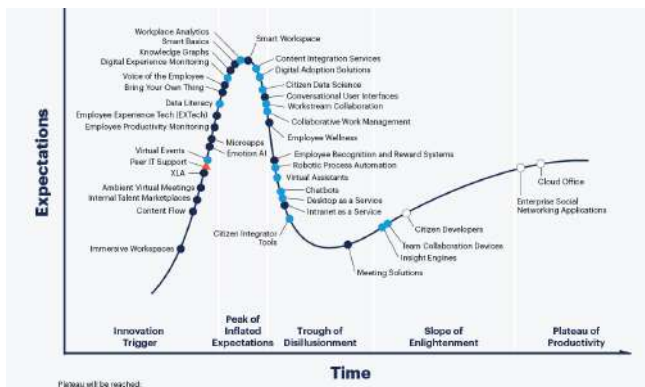 Workplace Analytics
Smart Basics
Knowledge Graphs
Digital Experience Monitoring
Voice of the Employee
Bring Your Own Thing
Data Literacy
Employee Experience Tech (EXTech)
Employee Productivity Monitoring
Virtual Events
Peer IT Support
XLA
Ambient Virtual Meetings
Internal Talent Marketplaces
Content Flow
Immersive Workspaces
Microapps
Emotion AI
Smart Workspace
Content Integration Services
Digital Adoption Solutions
Citizen Data Science
Conversational User Interfaces
Workstream Collaboration
Collaborative Work Management
Employee Wellness
Employee Recognition and Reward Systems
Robotic Process Automation
Virtual Assistants
Chatbots
Desktop as a Service
Intranet as a Service
Citizen Integrator
Tools
Meeting Solutions
Insight Engines
Team Collaboration Devices
Citizen Developers
Enterprise Social
Networking Applications
Cloud Office
Expectations
Innovation
Trigger
Peak of
Inflated
Expectations
Trough of
Disillusionment
Slope of
Enlightenment
Plateau of
Productivity
Time
Plateau will be reached: